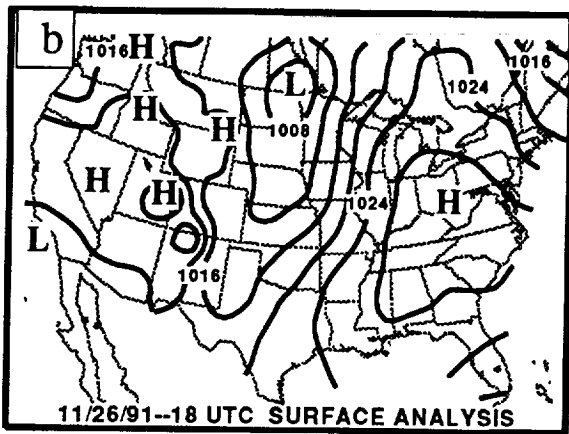 b
1016 H
L
1024
1016
H
H
1008
H
H
1024
H
L
1016
11/26/91--18 UTC SURFACE ANALYSIS